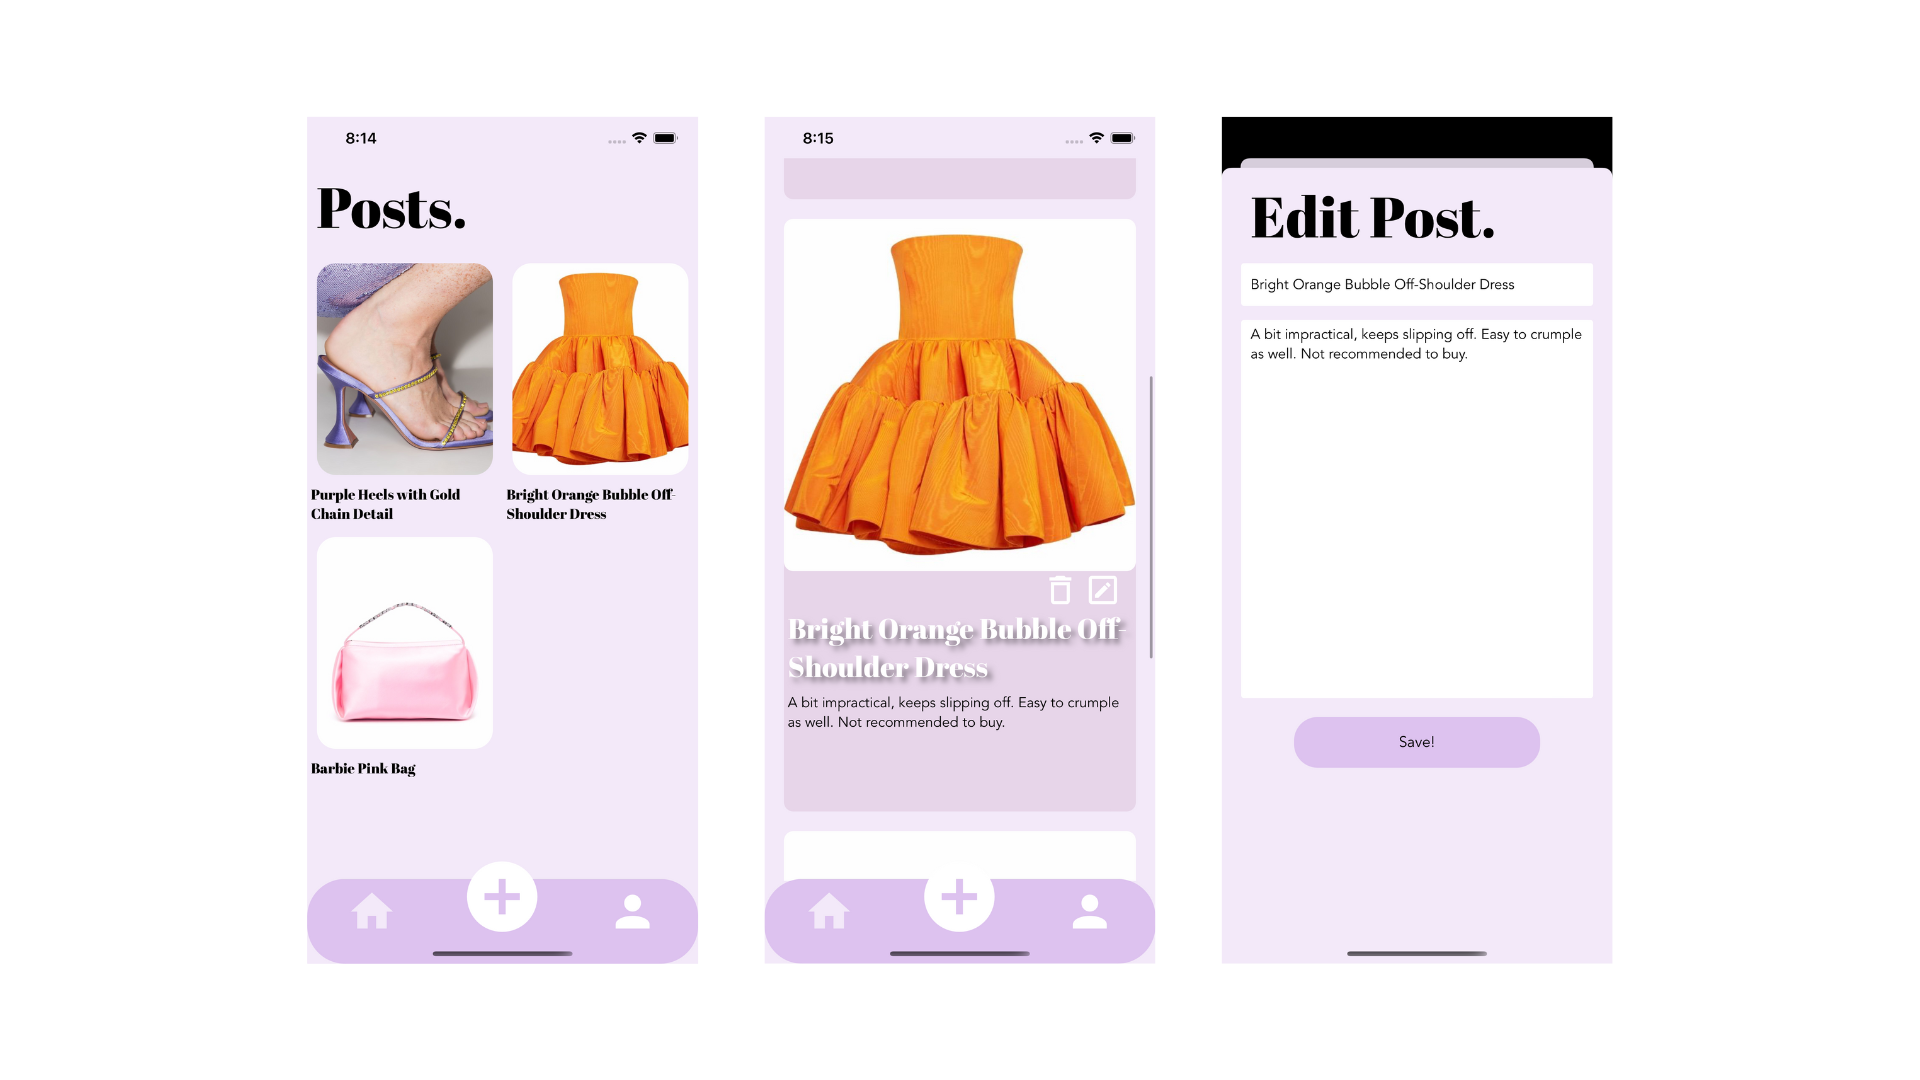 8:14
Posts.
Purple Heels with Gold
Chain Detail
Bright Orange Bubble Off-
Shoulder Dress
Barbie Pink Bag
8:15
Bright Orange Bubble Off-
Shoulder Dress
A bit impractical, keeps slipping off. Easy to crumple
as well. Not recommended to buy.
Edit Post.
Bright Orange Bubble Off-Shoulder Dress
A bit impractical, keeps slipping off. Easy to crumple
as well. Not recommended to buy.
Save!